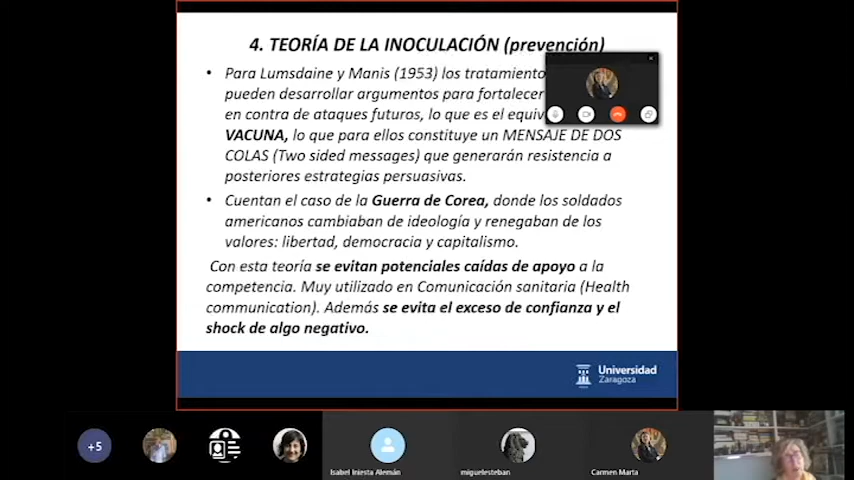 4. TEORÍA DE LA INOCULACIÓN (prevención)
• Para Lumsdaine y Manis (1953) los tratamiento
pueden desarrollar argumentos para fortalecer
en contra de ataques futuros, lo que es el equiv
VACUNA, lo que para ellos constituye un MENSAJE DE DOS
COLAS (Two sided messages) que generarán resistencia a
posteriores estrategias persuasivas.
• Cuentan el caso de la Guerra de Corea, donde los soldados
americanos cambiaban de ideología y renegaban de los
valores: libertad, democracia y capitalismo.
Con esta teoría se evitan potenciales caídas de apoyo a la
competencia. Muy utilizado en Comunicación sanitaria (Health
communication). Además se evita el exceso de confianza y el
shock de algo negativo.
Universidad
Zaragoza
+5
Isabel Iniesta Alemán
miguelesteban
Carmen Marta